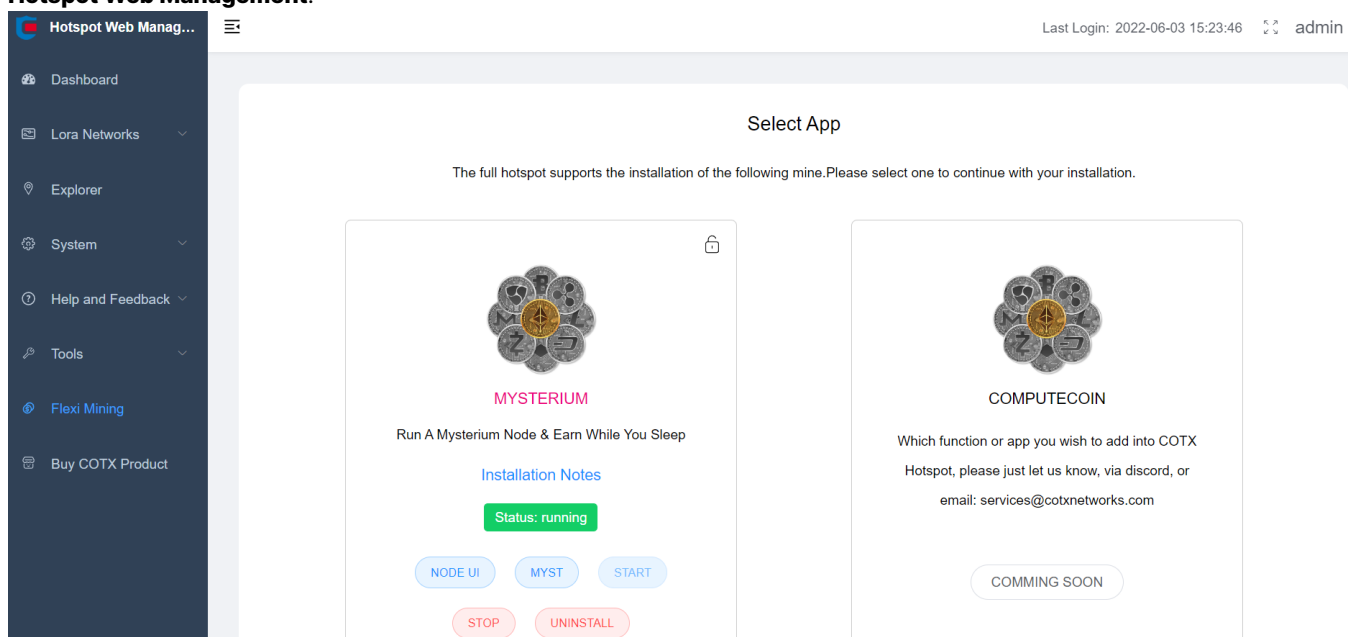 Hotspot Web Management.
Hotspot Web Manag...
Last Login: 2022-06-03 15:23:46
admin
Dashboard
Lora Networks
Explorer
System
Help and Feedback
Tools
Flexi Mining
Buy COTX Product
Select App
The full hotspot supports the installation of the following mine.Please select one to continue with your installation.
MYSTERIUM
Run A Mysterium Node & Earn While You Sleep
Installation Notes
Status: running
NODE UI
MYST
START
STOP
UNINSTALL
COMPUTECOIN
Which function or app you wish to add into COTX
Hotspot, please just let us know, via discord, or
email: services@cotxnetworks.com
COMMING SOON